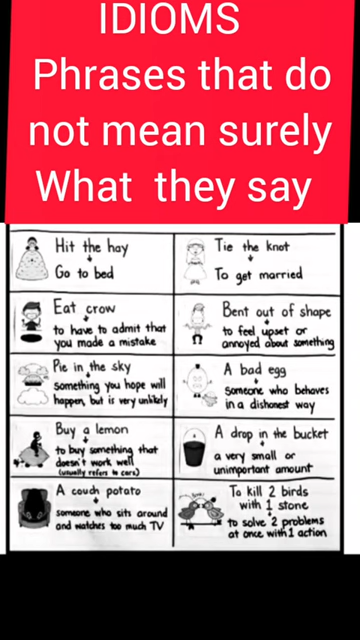 IDIOMS
Phrases that do
not mean surely
What they say
Hit the hay
Go to bed
Tie the knot
To get married
Eat crow
to have to admit that
you made a mistake
Bent out of shape
to feel upset or
annoyed about something
Pie in the sky
something you hope will
happen, but is very unlikely
A bad egg
someone who behaves
in a dishonest way
Buy a lemon
to buy something that
doesn't work well
(usually refers to cars)
A drop in the bucket
a very small or
unimportant amount
A couch potato
someone who sits around
and watches too much TV
To kill 2 birds
with 1 stone
to solve 2 problems
at once with 1 action